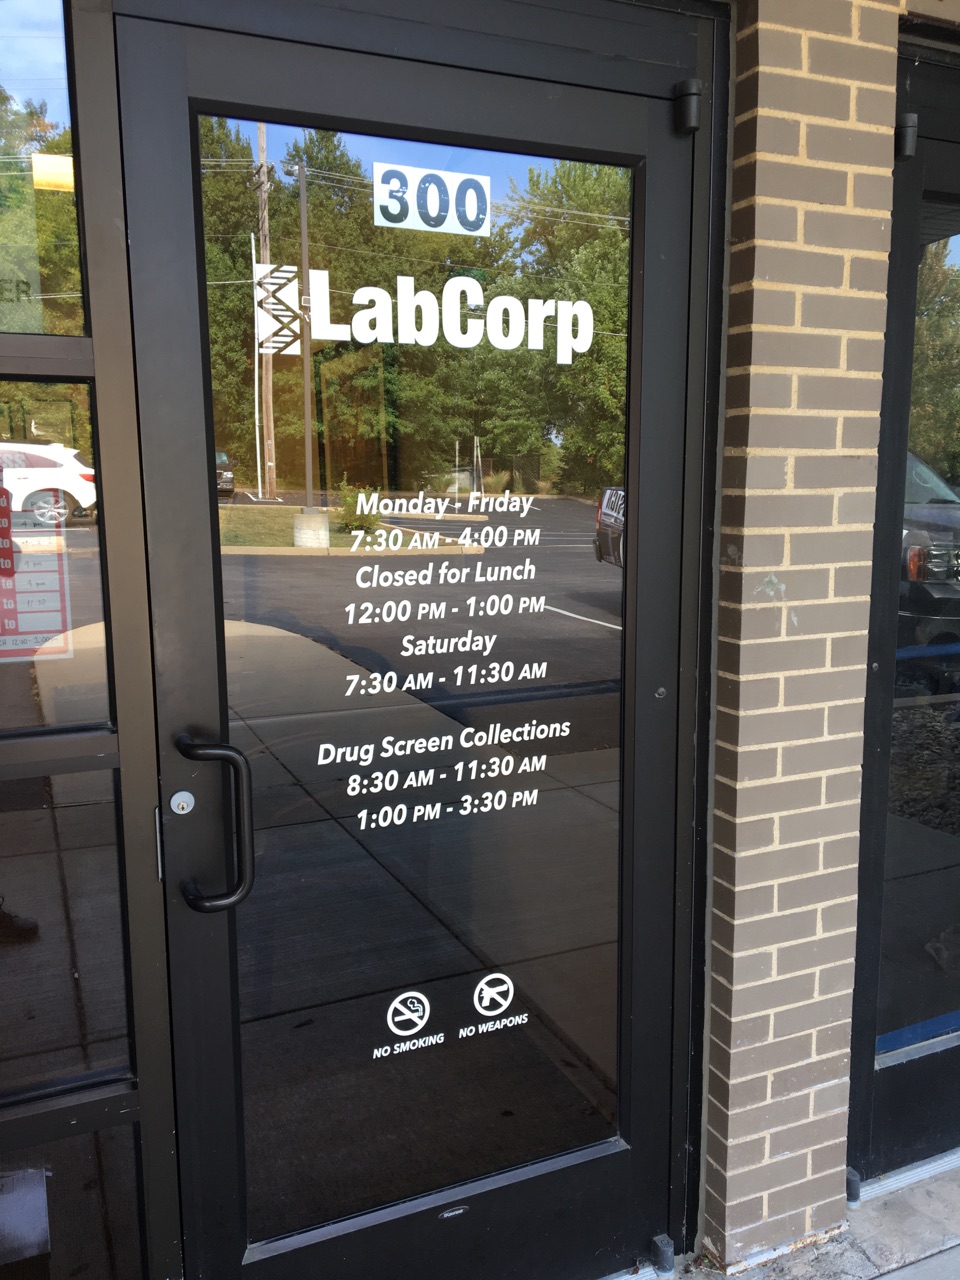 300
LabCorp
Monday - Friday
7:30 AM - 4:00 PM
Closed for Lunch
12:00 PM - 1:00 PM
Saturday
7:30 AM - 11:30 AM
Drug Screen Collections
8:30 AM - 11:30 AM
1:00 PM - 3:30 PM
NO SMOKING
NO WEAPONS